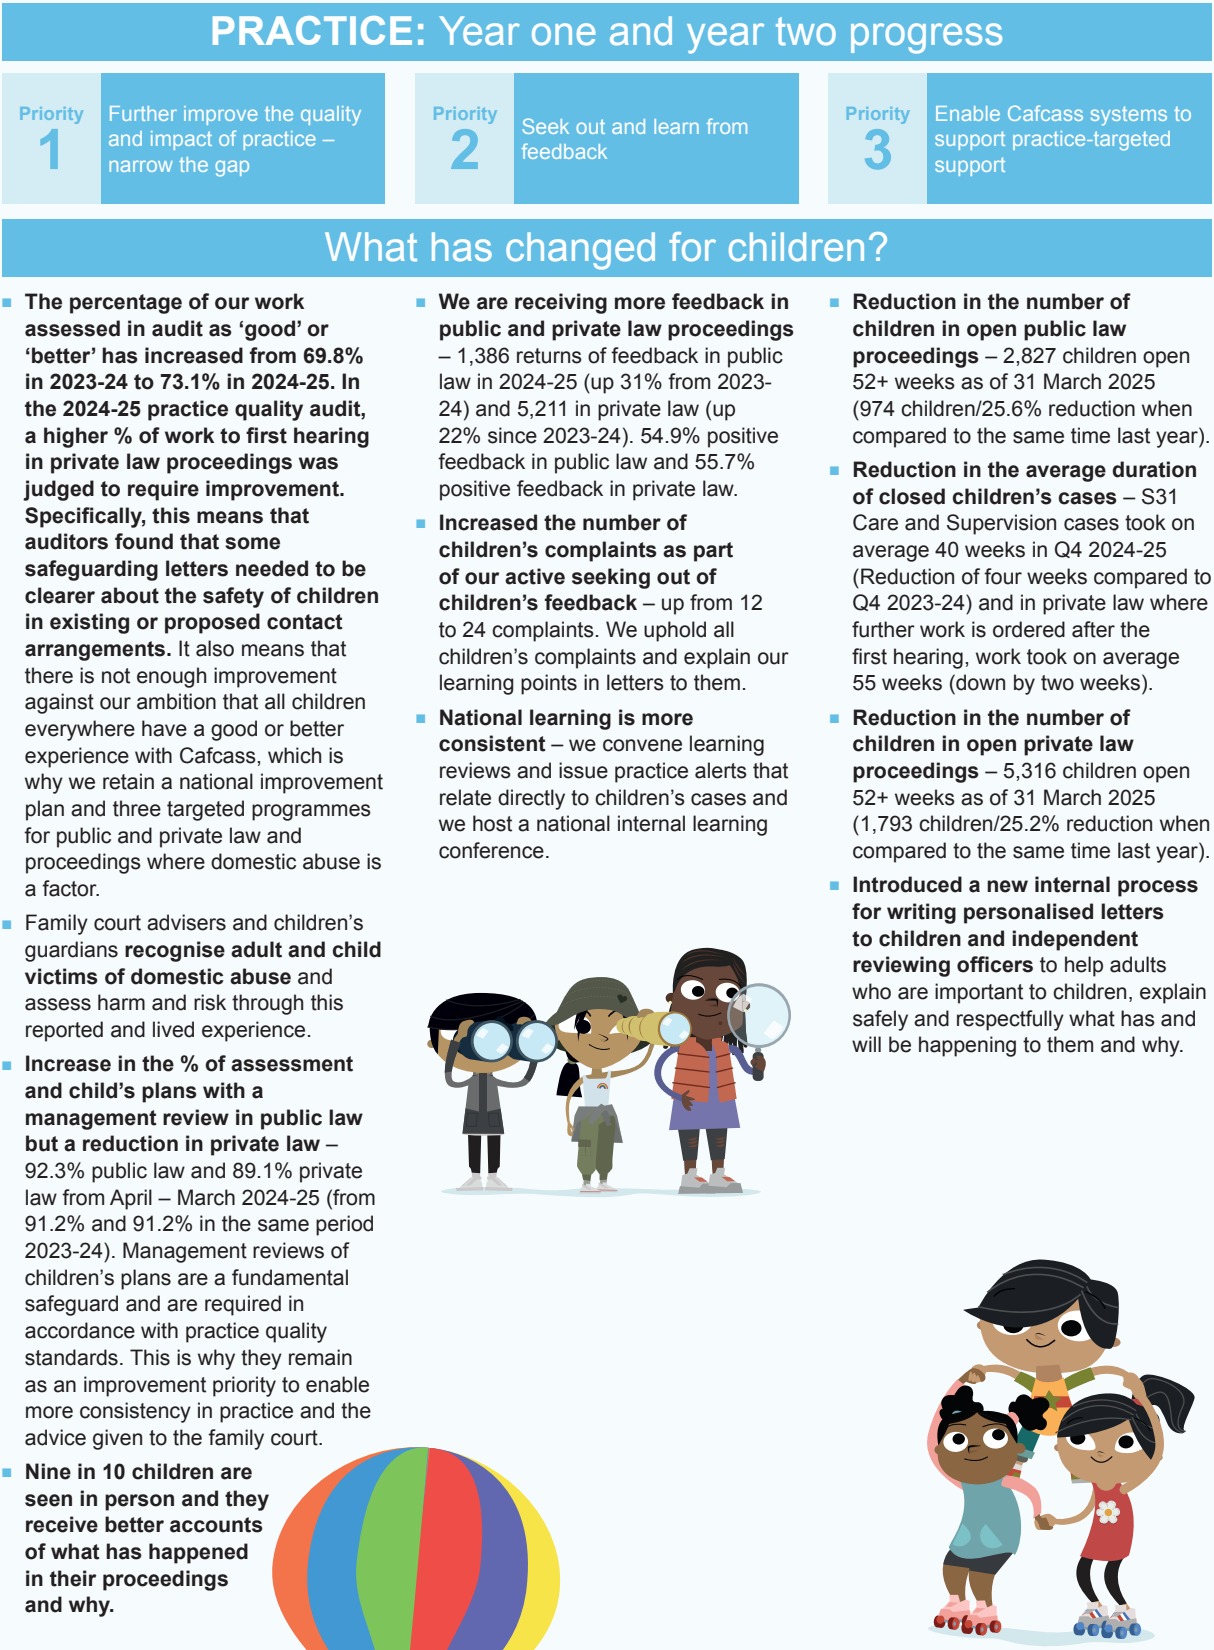 PRACTICE: Year one and year two progress
Priority
1
Further improve the quality
and impact of practice –
narrow the gap
Priority
2
Seek out and learn from
feedback
Priority
3
Enable Cafcass systems to
support practice-targeted
support
What has changed for children?
The percentage of our work
assessed in audit as ‘good’ or
‘better’ has increased from 69.8%
in 2023-24 to 73.1% in 2024-25. In
the 2024-25 practice quality audit,
a higher % of work to first hearing
in private law proceedings was
judged to require improvement.
Specifically, this means that
auditors found that some
safeguarding letters needed to be
clearer about the safety of children
in existing or proposed contact
arrangements. It also means that
there is not enough improvement
against our ambition that all children
everywhere have a good or better
experience with Cafcass, which is
why we retain a national improvement
plan and three targeted programmes
for public and private law and
proceedings where domestic abuse is
a factor.
Family court advisers and children’s
guardians recognise adult and child
victims of domestic abuse and
assess harm and risk through this
reported and lived experience.
Increase in the % of assessment
and child’s plans with a
management review in public law
but a reduction in private law –
92.3% public law and 89.1% private
law from April – March 2024-25 (from
91.2% and 91.2% in the same period
2023-24). Management reviews of
children’s plans are a fundamental
safeguard and are required in
accordance with practice quality
standards. This is why they remain
as an improvement priority to enable
more consistency in practice and the
advice given to the family court.
Nine in 10 children are
seen in person and they
receive better accounts
of what has happened
in their proceedings
and why.
We are receiving more feedback in
public and private law proceedings
– 1,386 returns of feedback in public
law in 2024-25 (up 31% from 2023-
24) and 5,211 in private law (up
22% since 2023-24). 54.9% positive
feedback in public law and 55.7%
positive feedback in private law.
Increased the number of
children’s complaints as part
of our active seeking out of
children’s feedback – up from 12
to 24 complaints. We uphold all
children’s complaints and explain our
learning points in letters to them.
National learning is more
consistent – we convene learning
reviews and issue practice alerts that
relate directly to children’s cases and
we host a national internal learning
conference.
Reduction in the number of
children in open public law
proceedings – 2,827 children open
52+ weeks as of 31 March 2025
(974 children/25.6% reduction when
compared to the same time last year).
Reduction in the average duration
of closed children’s cases – S31
Care and Supervision cases took on
average 40 weeks in Q4 2024-25
(Reduction of four weeks compared to
Q4 2023-24) and in private law where
further work is ordered after the
first hearing, work took on average
55 weeks (down by two weeks).
Reduction in the number of
children in open private law
proceedings – 5,316 children open
52+ weeks as of 31 March 2025
(1,793 children/25.2% reduction when
compared to the same time last year).
Introduced a new internal process
for writing personalised letters
to children and independent
reviewing officers to help adults
who are important to children, explain
safely and respectfully what has and
will be happening to them and why.